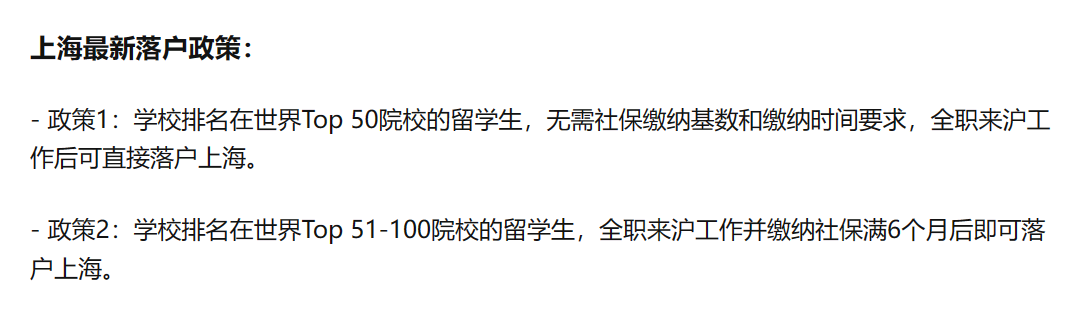 上海最新落户政策：
- 政策1：学校排名在世界Top 50院校的留学生，无需社保缴纳基数和缴纳时间要求，全职来沪工
作后可直接落户上海。
- 政策2：学校排名在世界Top 51-100院校的留学生，全职来沪工作并缴纳社保满6个月后即可落
户上海。